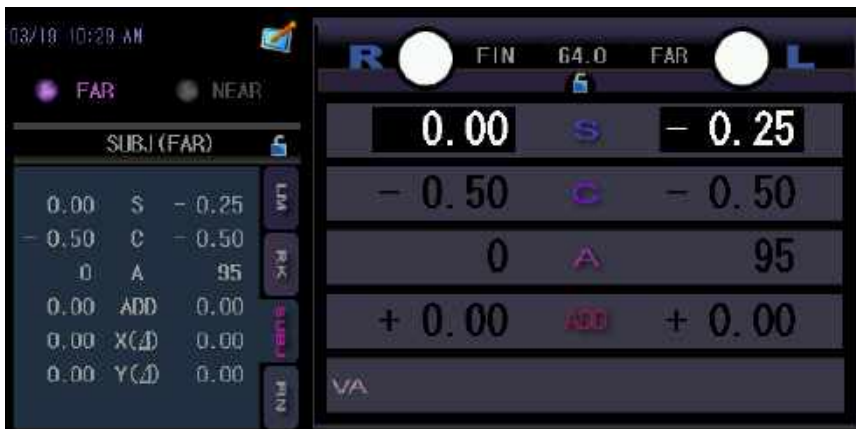 03/19 10:29 AM
FAR NEAR
SUBJ(FAR)
0.00 S - 0.25
- 0.50 C - 0.50
0 A 95
0.00 ADD 0.00
0.00 X(⊿) 0.00
0.00 Y(⊿) 0.00
LM
RK
SUBJ
FIN
R FIN 64.0 FAR L
0.00 S - 0.25
- 0.50 C - 0.50
0 A 95
+ 0.00 ADD + 0.00
VA